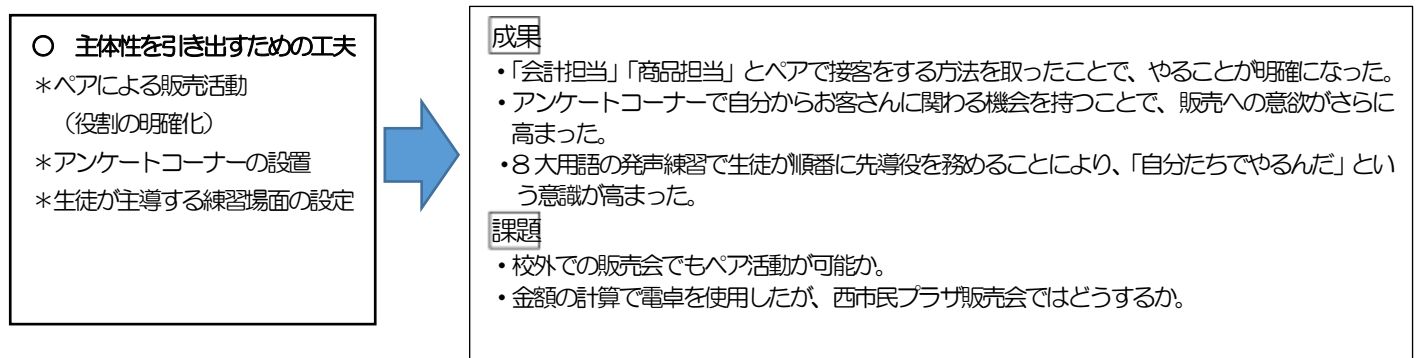 ○ 主体性を引き出すための工夫
＊ペアによる販売活動
（役割の明確化）
＊アンケートコーナーの設置
＊生徒が主導する練習場面の設定
成果
・「会計担当」「商品担当」とペアで接客をする方法を取ったことで、やることが明確になった。
・アンケートコーナーで自分からお客さんに関わる機会を持つことで、販売への意欲がさらに
高まった。
・８大用語の発声練習で生徒が順番に先導役を務めることにより、「自分たちでやるんだ」とい
う意識が高まった。
課題
・校外での販売会でもペア活動が可能か。
・金額の計算で電卓を使用したが、西市民プラザ販売会ではどうするか。